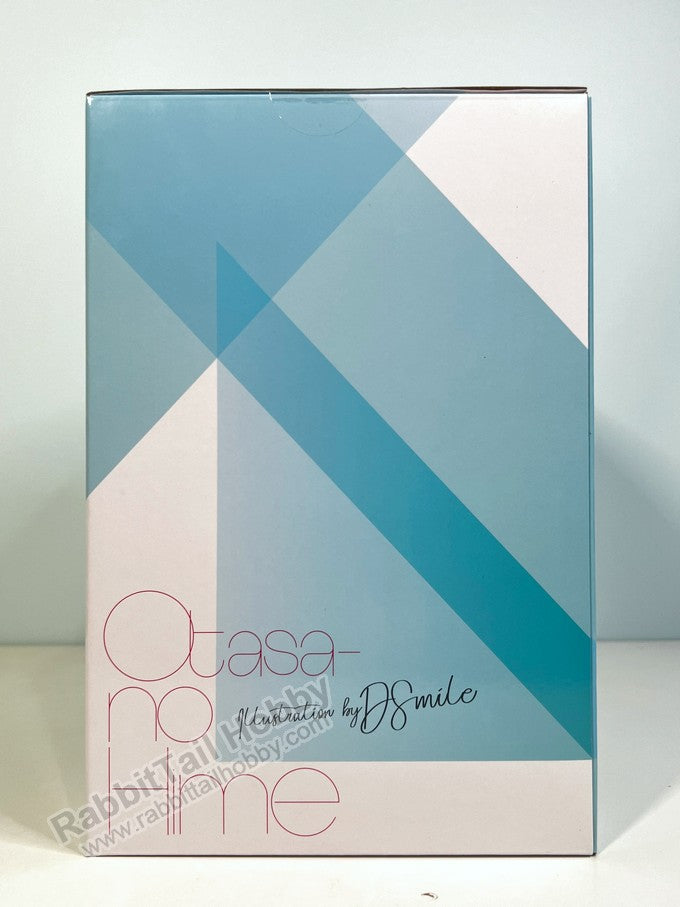 Otasa-
no
Illustration by DSmile
Hime
RabbitTail Hobby
www.rabbittailhobby.com